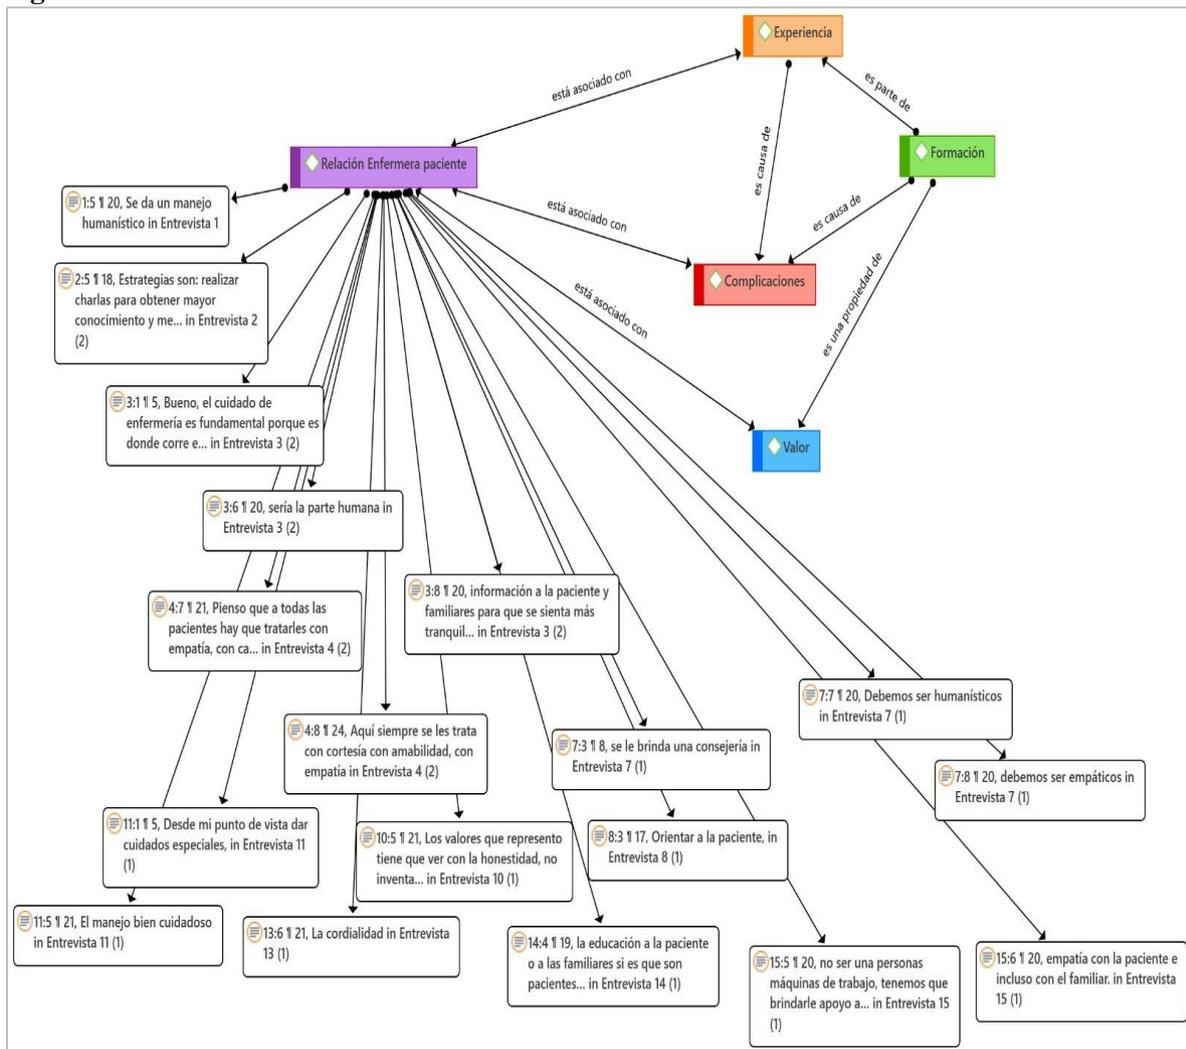 Experiencia
está asociado con
es parte de
Formación
es causa de
Relación Enfermera paciente
1:5 ¶ 20, Se da un manejo
humanístico in Entrevista 1
está asociado con
es causa de
2:5 ¶ 18, Estrategias son: realizar
charlas para obtener mayor
conocimiento y me... in Entrevista 2
(2)
Complicaciones
está asociado con
es una propiedad de
3:1 ¶ 5, Bueno, el cuidado de
enfermería es fundamental porque es
donde corre e... in Entrevista 3 (2)
Valor
3:6 ¶ 20, sería la parte humana in
Entrevista 3 (2)
3:8 ¶ 20, información a la paciente y
familiares para que se sienta más
tranquil... in Entrevista 3 (2)
4:7 ¶ 21, Pienso que a todas las
pacientes hay que tratarles con
empatía, con ca... in Entrevista 4 (2)
7:7 ¶ 20, Debemos ser humanísticos
in Entrevista 7 (1)
4:8 ¶ 24, Aquí siempre se les trata
con cortesía con amabilidad, con
empatía in Entrevista 4 (2)
7:3 ¶ 8, se le brinda una consejería in
Entrevista 7 (1)
7:8 ¶ 20, debemos ser empáticos in
Entrevista 7 (1)
11:1 ¶ 5, Desde mi punto de vista dar
cuidados especiales, in Entrevista 11
(1)
10:5 ¶ 21, Los valores que represento
tiene que ver con la honestidad, no
inventa... in Entrevista 10 (1)
8:3 ¶ 17, Orientar a la paciente, in
Entrevista 8 (1)
11:5 ¶ 21, El manejo bien cuidadoso
in Entrevista 11 (1)
13:6 ¶ 21, La cordialidad in Entrevista
13 (1)
14:4 ¶ 19, la educación a la paciente
o a las familiares si es que son
pacientes... in Entrevista 14 (1)
15:5 ¶ 20, no ser una personas
máquinas de trabajo, tenemos que
brindarle apoyo a... in Entrevista 15
(1)
15:6 ¶ 20, empatía con la paciente e
incluso con el familiar. in Entrevista
15 (1)